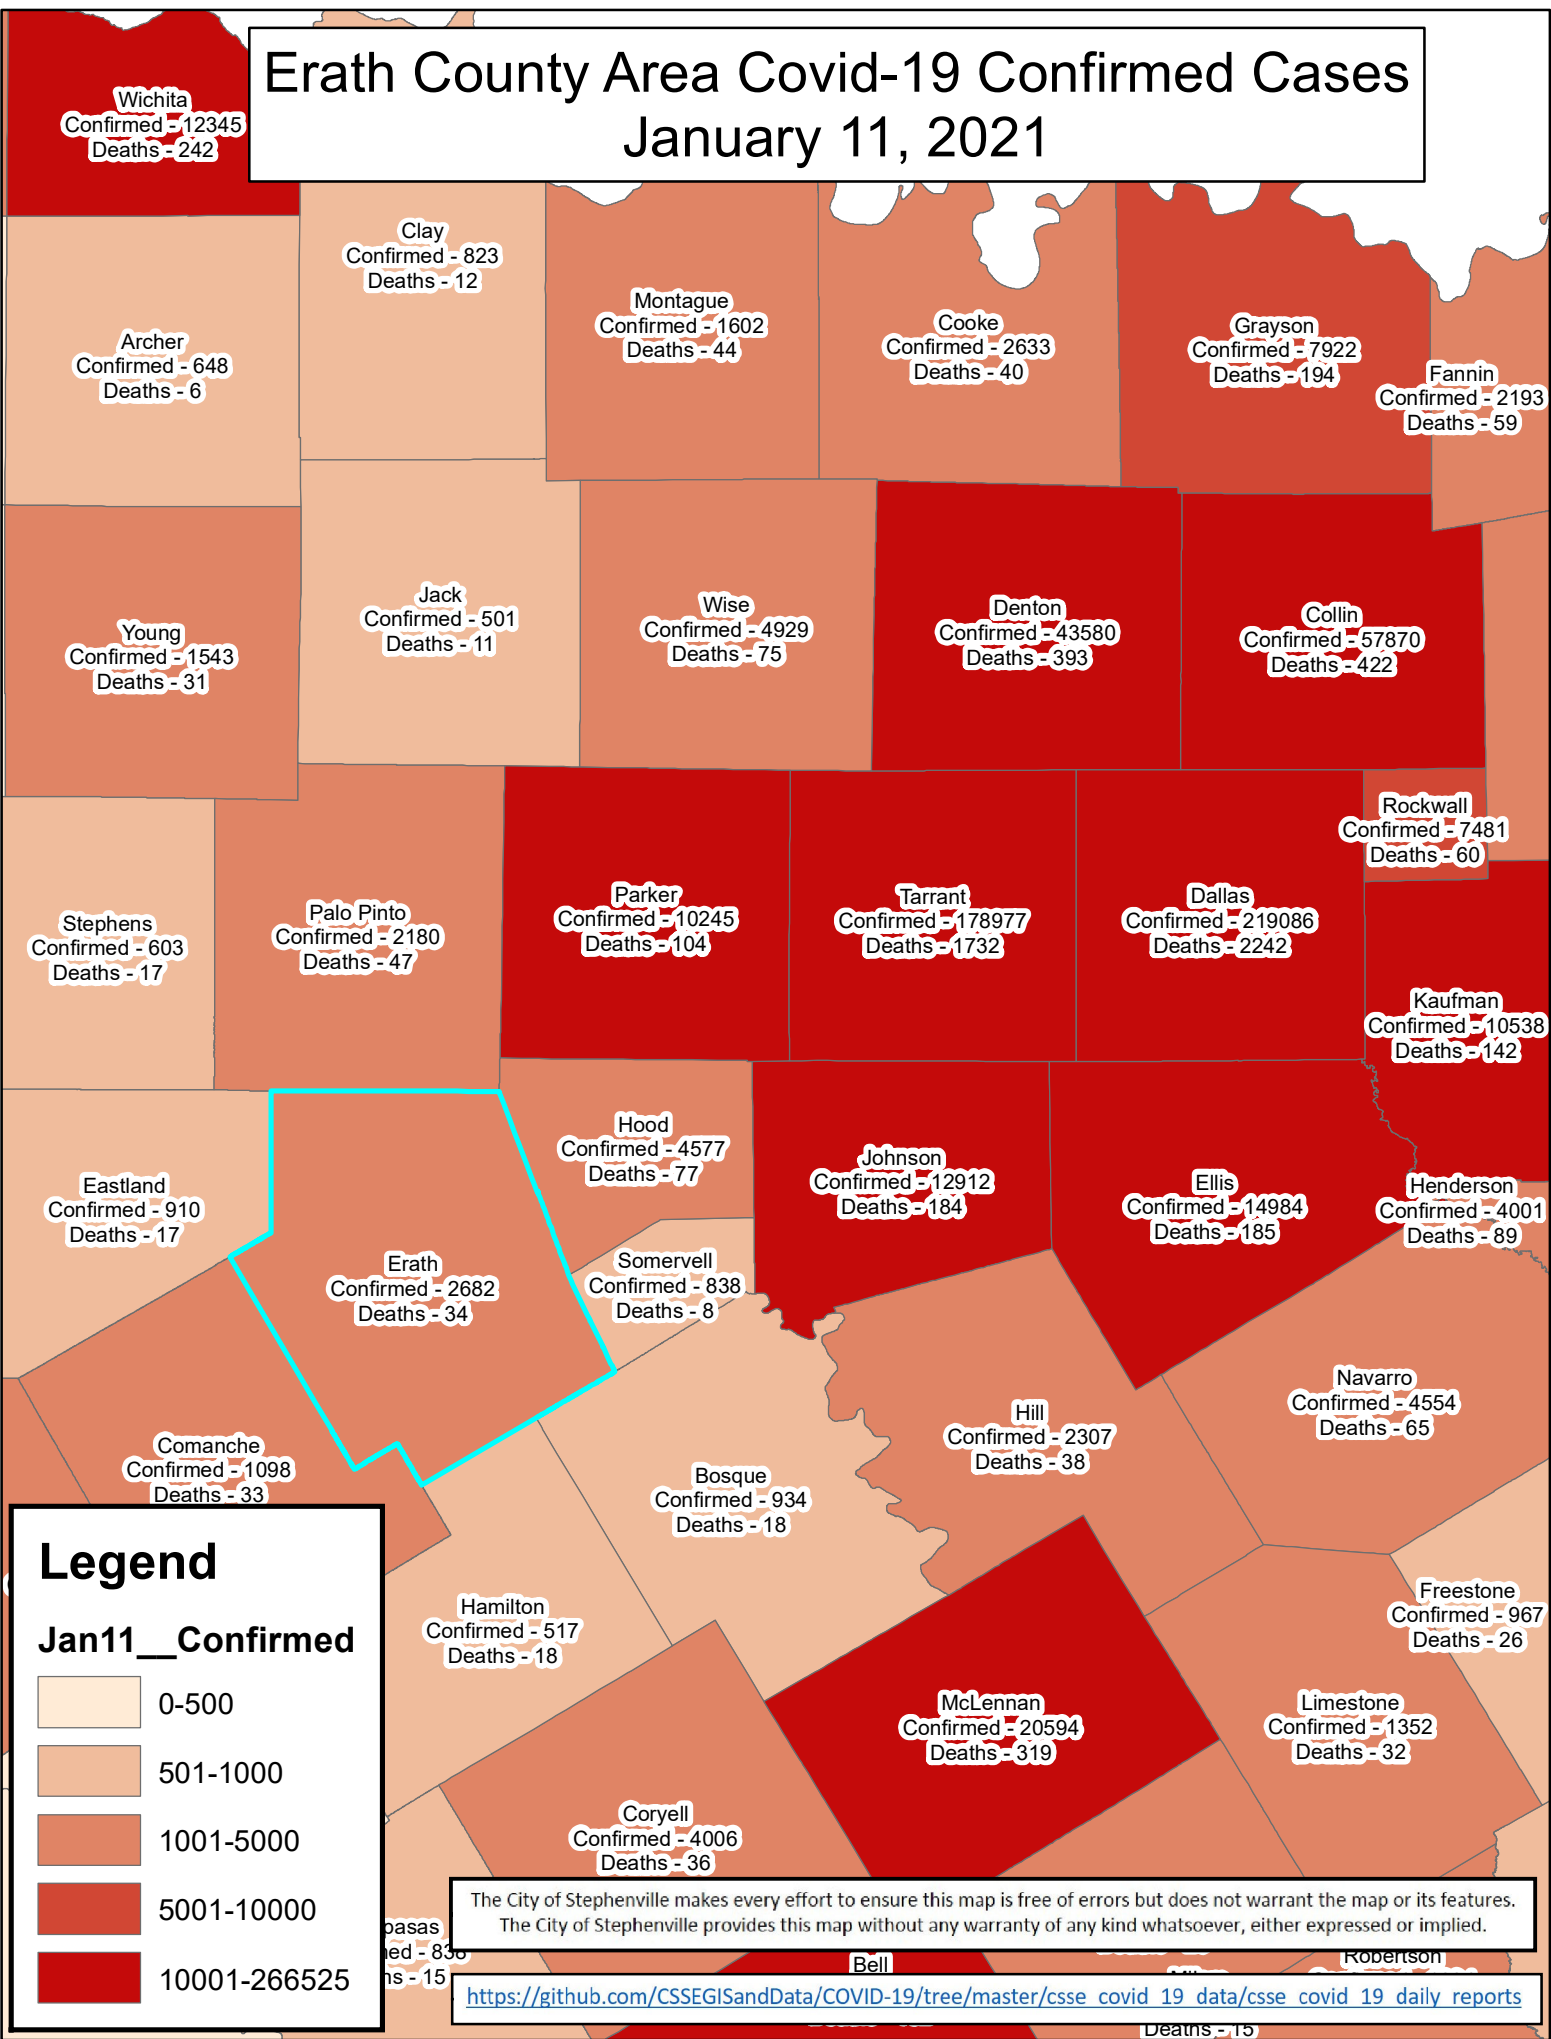 Erath County Area Covid-19 Confirmed Cases
January 11, 2021
Wichita
Confirmed - 12345
Deaths - 242
Clay
Confirmed - 823
Deaths - 12
Montague
Confirmed - 1602
Deaths - 44
Cooke
Confirmed - 2633
Deaths - 40
Grayson
Confirmed - 7922
Deaths - 194
Archer
Confirmed - 648
Deaths - 6
Fannin
Confirmed - 2193
Deaths - 59
Young
Confirmed - 1543
Deaths - 31
Jack
Confirmed - 501
Deaths - 11
Wise
Confirmed - 4929
Deaths - 75
Denton
Confirmed - 43580
Deaths - 393
Collin
Confirmed - 57870
Deaths - 422
Rockwall
Confirmed - 7481
Deaths - 60
Stephens
Confirmed - 603
Deaths - 17
Palo Pinto
Confirmed - 2180
Deaths - 47
Parker
Confirmed - 10245
Deaths - 104
Tarrant
Confirmed - 178977
Deaths - 1732
Dallas
Confirmed - 219086
Deaths - 2242
Kaufman
Confirmed - 10538
Deaths - 142
Eastland
Confirmed - 910
Deaths - 17
Hood
Confirmed - 4577
Deaths - 77
Johnson
Confirmed - 12912
Deaths - 184
Ellis
Confirmed - 14984
Deaths - 185
Henderson
Confirmed - 4001
Deaths - 89
Erath
Confirmed - 2682
Deaths - 34
Somervell
Confirmed - 838
Deaths - 8
Comanche
Confirmed - 1098
Deaths - 33
Bosque
Confirmed - 934
Deaths - 18
Hill
Confirmed - 2307
Deaths - 38
Navarro
Confirmed - 4554
Deaths - 65
Hamilton
Confirmed - 517
Deaths - 18
Freestone
Confirmed - 967
Deaths - 26
McLennan
Confirmed - 20594
Deaths - 319
Limestone
Confirmed - 1352
Deaths - 32
Coryell
Confirmed - 4006
Deaths - 36
pasas
ed - 838
ns - 15
Bell
Robertson
Deaths - 15
Legend
Jan11__Confirmed
0-500
501-1000
1001-5000
5001-10000
10001-266525
The City of Stephenville makes every effort to ensure this map is free of errors but does not warrant the map or its features.
The City of Stephenville provides this map without any warranty of any kind whatsoever, either expressed or implied.
https://github.com/CSSEGISandData/COVID-19/tree/master/csse_covid_19_data/csse_covid_19_daily_reports